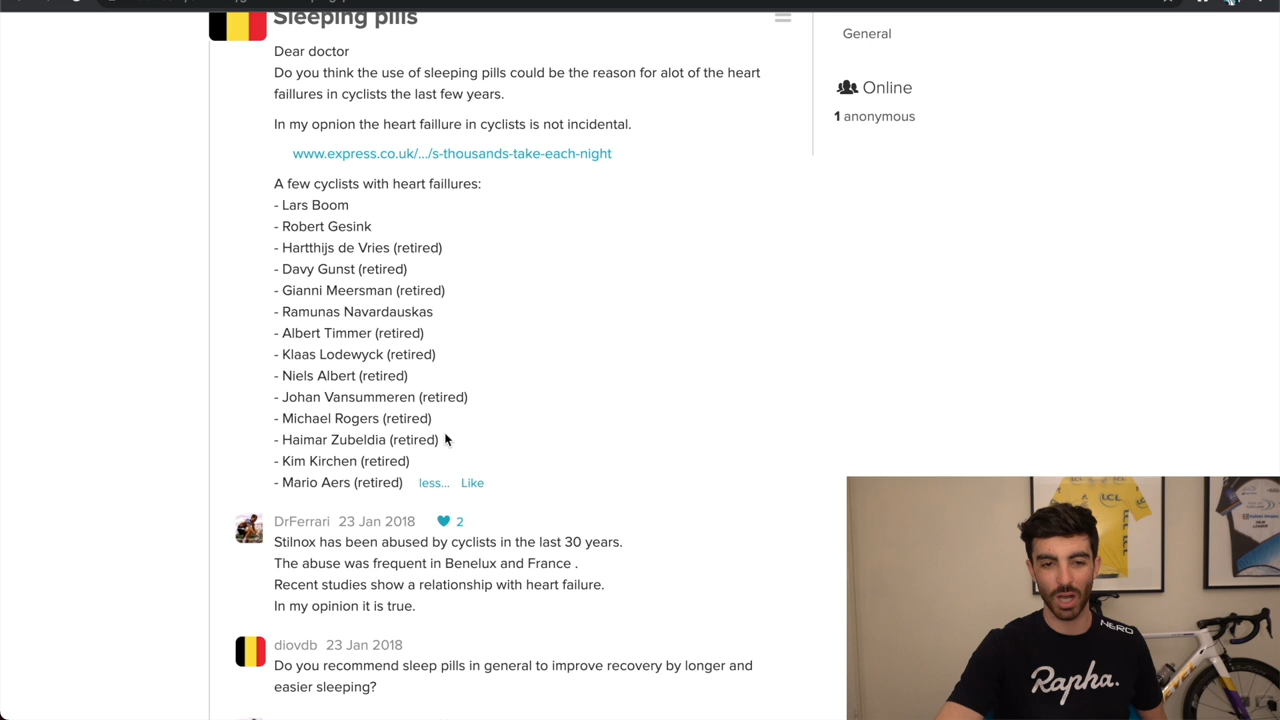 Sleeping pills
Dear doctor
Do you think the use of sleeping pills could be the reason for alot of the heart
faillures in cyclists the last few years.
In my opnion the heart faillure in cyclists is not incidental.
www.express.co.uk/.../s-thousands-take-each-night
A few cyclists with heart faillures:
- Lars Boom
- Robert Gesink
- Hartthijs de Vries (retired)
- Davy Gunst (retired)
- Gianni Meersman (retired)
- Ramunas Navardauskas
- Albert Timmer (retired)
- Klaas Lodewyck (retired)
- Niels Albert (retired)
- Johan Vansummeren (retired)
- Michael Rogers (retired)
- Haimar Zubeldia (retired)
- Kim Kirchen (retired)
- Mario Aers (retired) less... Like
DrFerrari 23 Jan 2018 2
Stilnox has been abused by cyclists in the last 30 years.
The abuse was frequent in Benelux and France .
Recent studies show a relationship with heart failure.
In my opinion it is true.
diovdb 23 Jan 2018
Do you recommend sleep pills in general to improve recovery by longer and
easier sleeping?
General
Online
1 anonymous
LCL
LCL
NERO
Rapha.